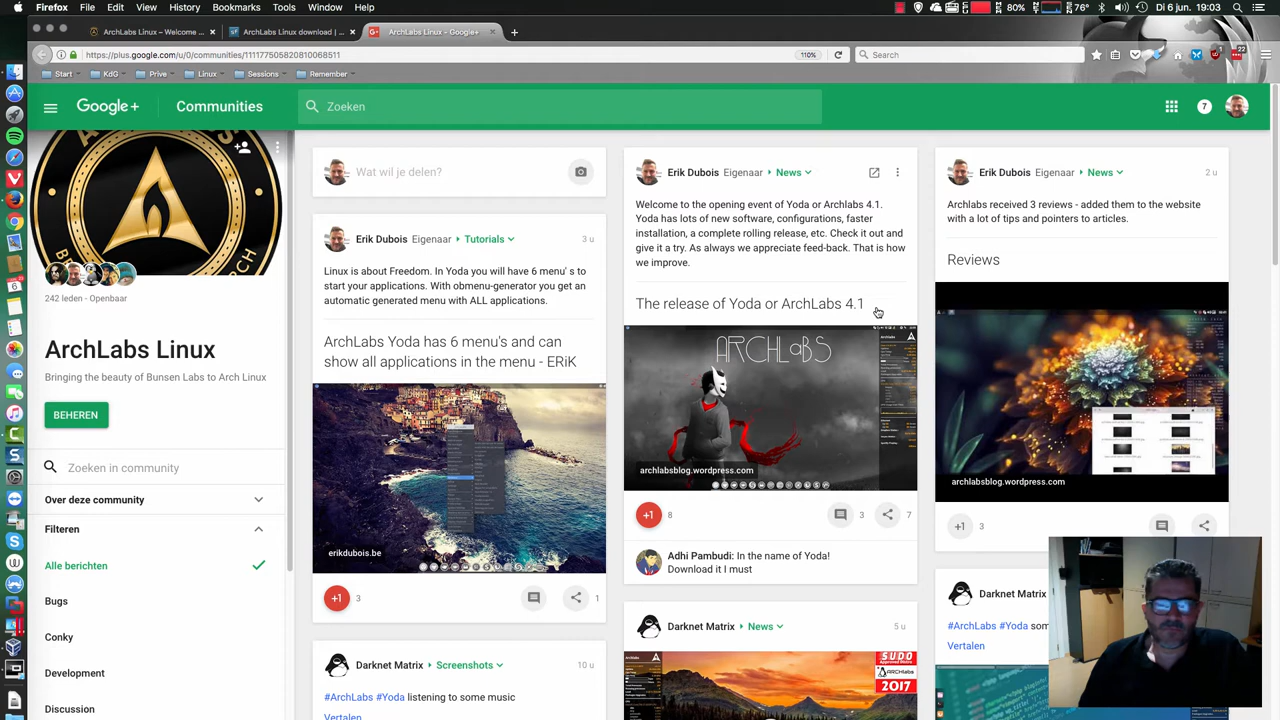 Firefox File Edit View History Bookmarks Tools Window Help
19:03:55
ArchLabs Linux – Welcome ...
ArchLabs Linux download | ...
ArchLabs Linux - Google+
https://plus.google.com/u/0/communities/111177505820810068511
110%
Search
Start
KdG
Prive
Linux
Sessions
Remember
Google+
Communities
Zoeken
7
242 leden - Openbaar
ArchLabs Linux
Bringing the beauty of Bunsen Labs to Arch Linux
BEHEREN
Zoeken in community
Over deze community
Filteren
Alle berichten
Bugs
Conky
Development
Discussion
Wat wil je delen?
Erik Dubois Eigenaar Tutorials
3 u
Linux is about Freedom. In Yoda you will have 6 menu' s to
start your applications. With obmenu-generator you get an
automatic generated menu with ALL applications.
ArchLabs Yoda has 6 menu's and can
show all applications in the menu - ERiK
erikdubois.be
+1 3
1
Darknet Matrix Screenshots
10 u
#ArchLabs #Yoda listening to some music
Vertalen
Erik Dubois Eigenaar News
Welcome to the opening event of Yoda or Archlabs 4.1.
Yoda has lots of new software, configurations, faster
installation, a complete rolling release, etc. Check it out and
give it a try. As always we appreciate feed-back. That is how
we improve.
The release of Yoda or ArchLabs 4.1
ARCHLABS
archlabsblog.wordpress.com
+1 8
3
7
Adhi Pambudi: In the name of Yoda!
Download it I must
Darknet Matrix News
5 u
SUDO
ARCHLABS
2017
Erik Dubois Eigenaar News
2 u
Archlabs received 3 reviews - added them to the website
with a lot of tips and pointers to articles.
Reviews
archlabsblog.wordpress.com
+1 3
Darknet Matrix
#ArchLabs #Yoda som
Vertalen